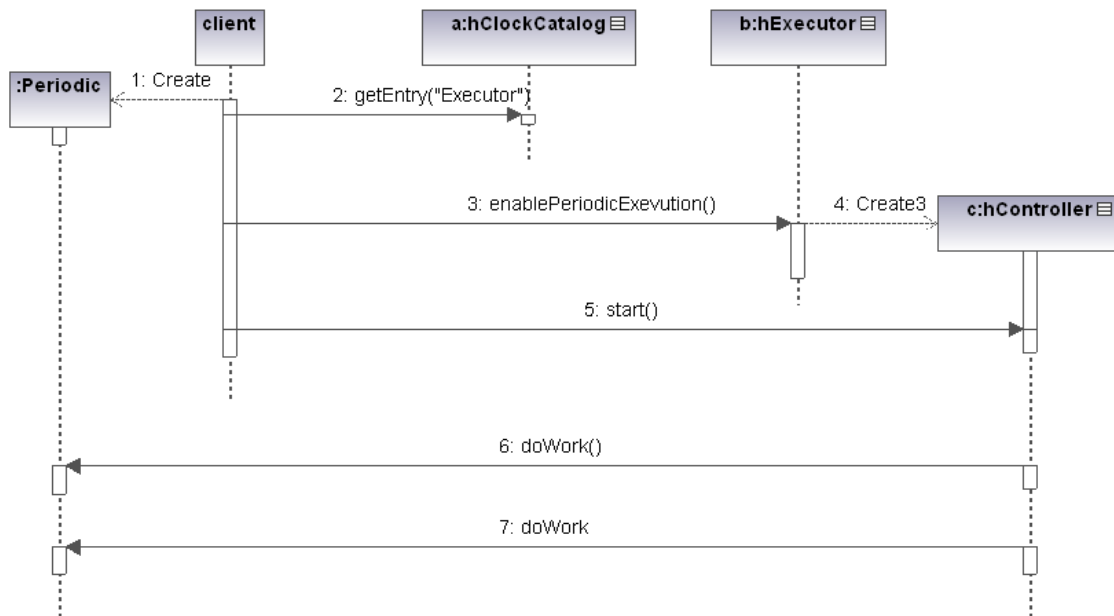 client
a:hClockCatalog
b:hExecutor
:Periodic
1: Create
2: getEntry("Executor")
3: enablePeriodicExevution()
4: Create3
c:hController
5: start()
6: doWork()
7: doWork